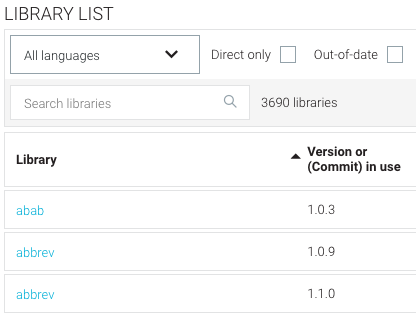 LIBRARY LIST
All languages Direct only Out-of-date
Search libraries 3690 libraries
Library Version or
(Commit) in use
abab 1.0.3
abbrev 1.0.9
abbrev 1.1.0